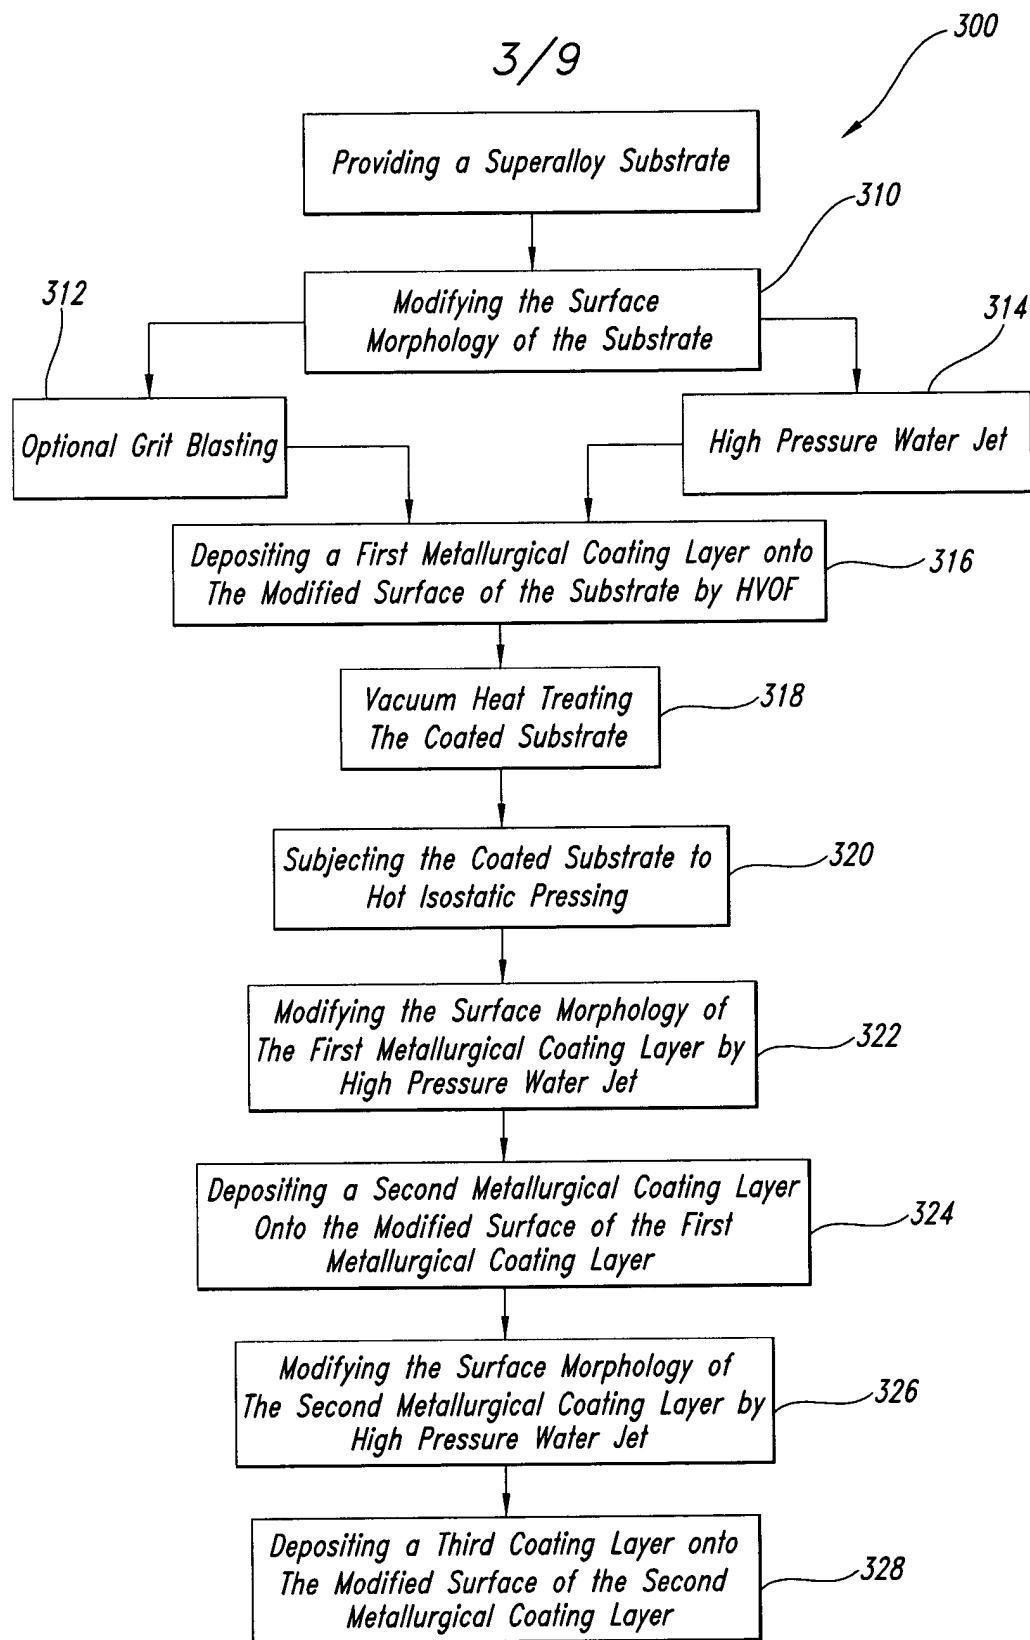 300
3/9
Providing a Superalloy Substrate
310
Modifying the Surface
Morphology of the Substrate
312
314
Optional Grit Blasting
High Pressure Water Jet
Depositing a First Metallurgical Coating Layer onto
The Modified Surface of the Substrate by HVOF
316
Vacuum Heat Treating
The Coated Substrate
318
Subjecting the Coated Substrate to
Hot Isostatic Pressing
320
Modifying the Surface Morphology of
The First Metallurgical Coating Layer by
High Pressure Water Jet
322
Depositing a Second Metallurgical Coating Layer
Onto the Modified Surface of the First
Metallurgical Coating Layer
324
Modifying the Surface Morphology of
The Second Metallurgical Coating Layer by
High Pressure Water Jet
326
Depositing a Third Coating Layer onto
The Modified Surface of the Second
Metallurgical Coating Layer
328